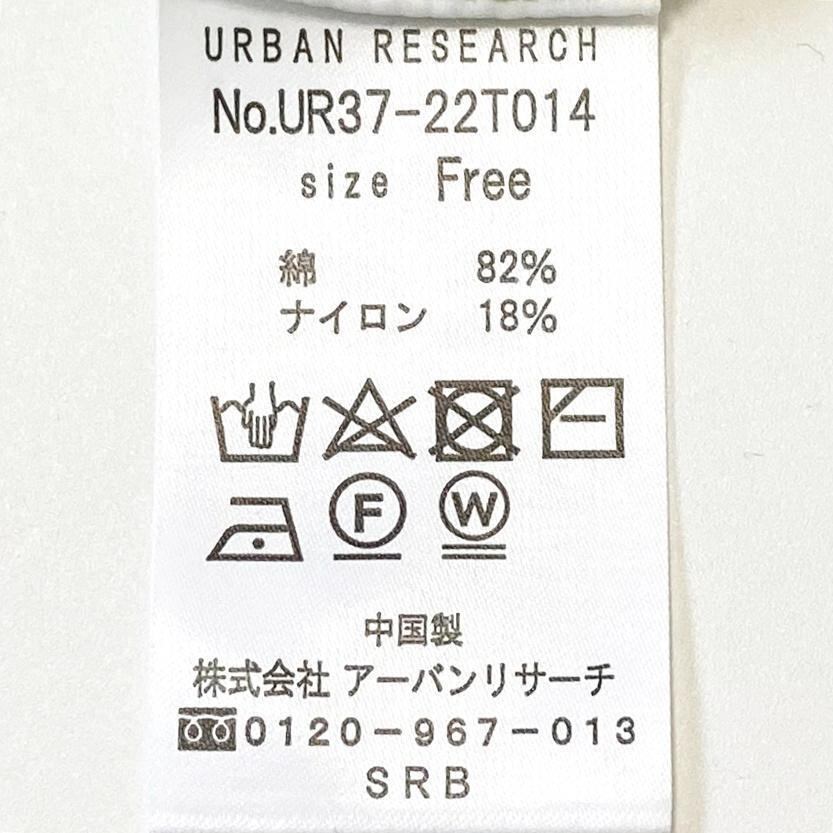 URBAN RESEARCH
No.UR37-22T014
size Free
綿 82%
ナイロン 18%
F W
中国製
株式会社 アーバンリサーチ
0120-967-013
SRB